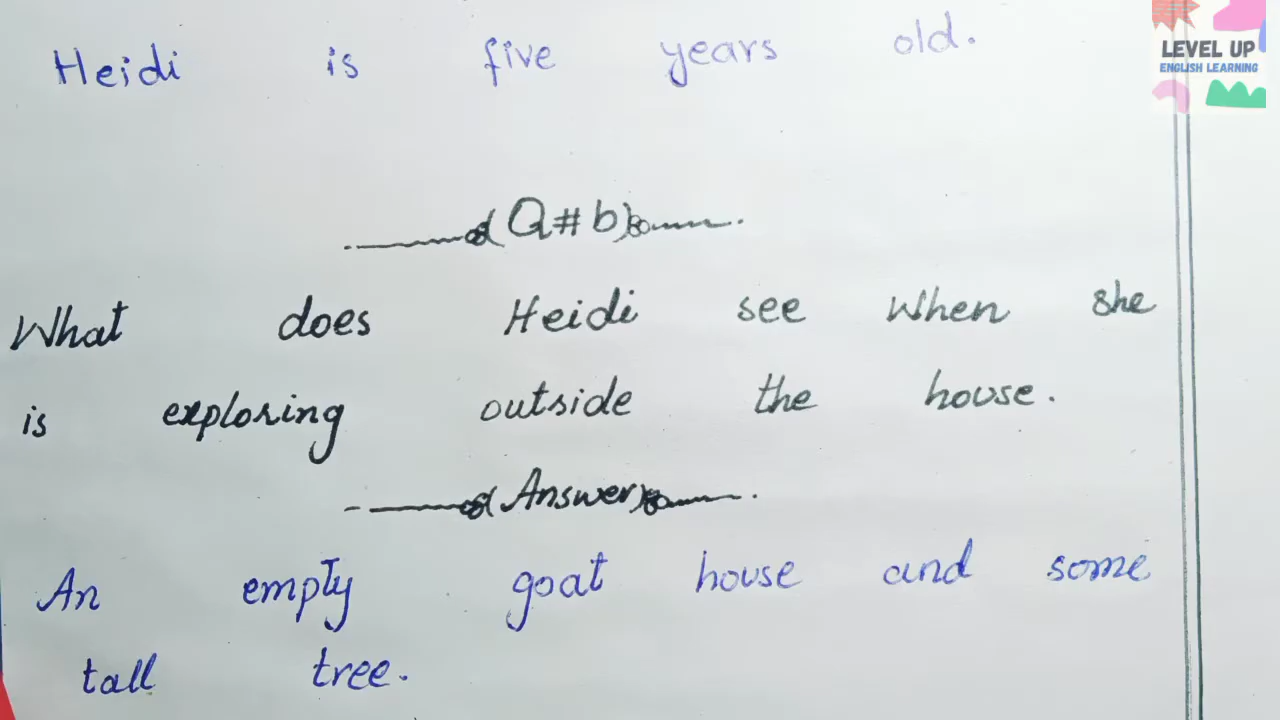 LEVEL UP
ENGLISH LEARNING
Heidi is five years old.
(Q#b)
What does Heidi see when she
is exploring outside the house.
(Answer)
An empty goat house and some
tall tree.